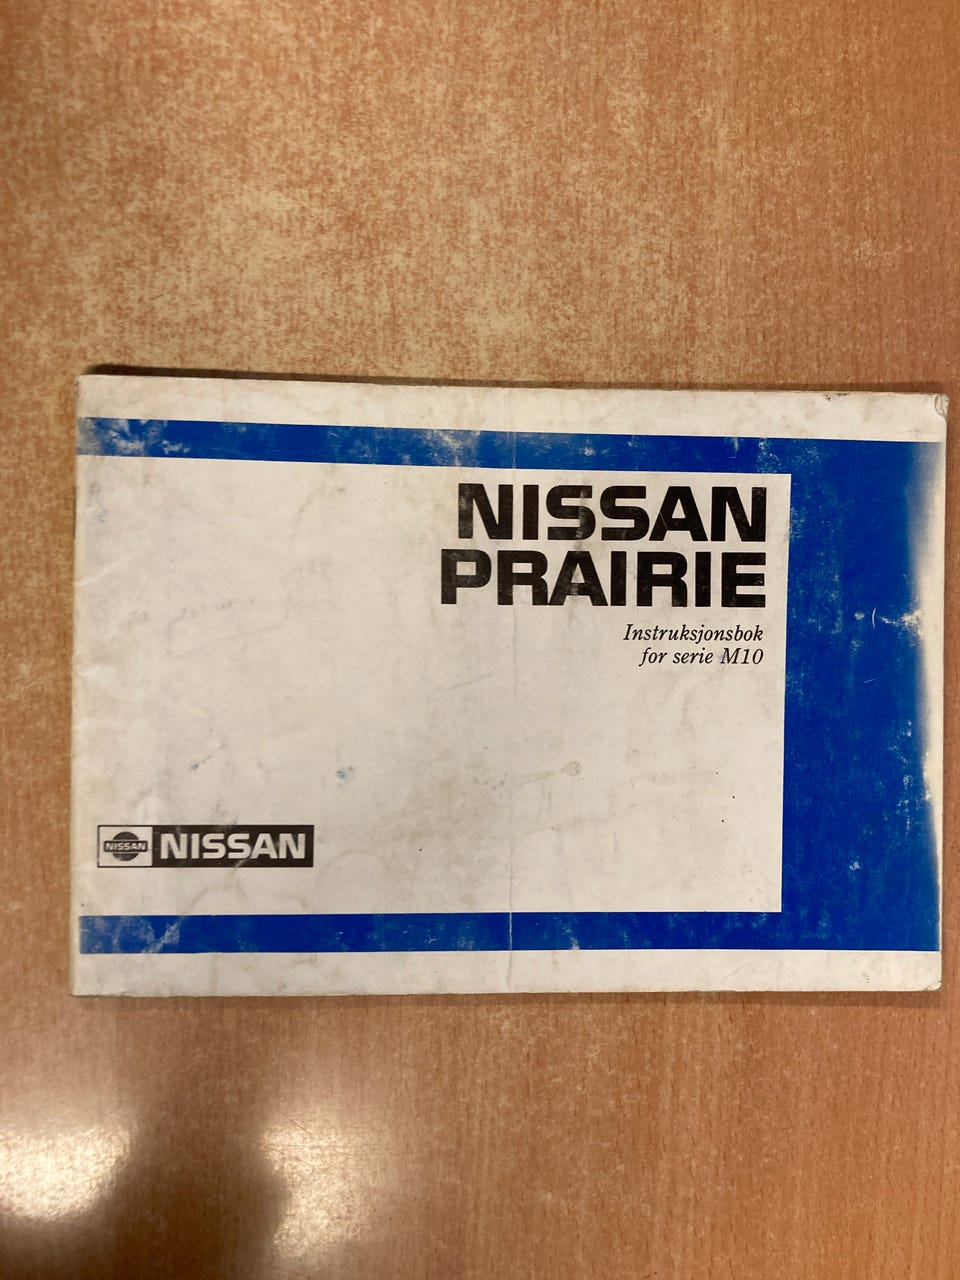 NISSAN
PRAIRIE
Instruksjonsbok
for serie M10
NISSAN NISSAN